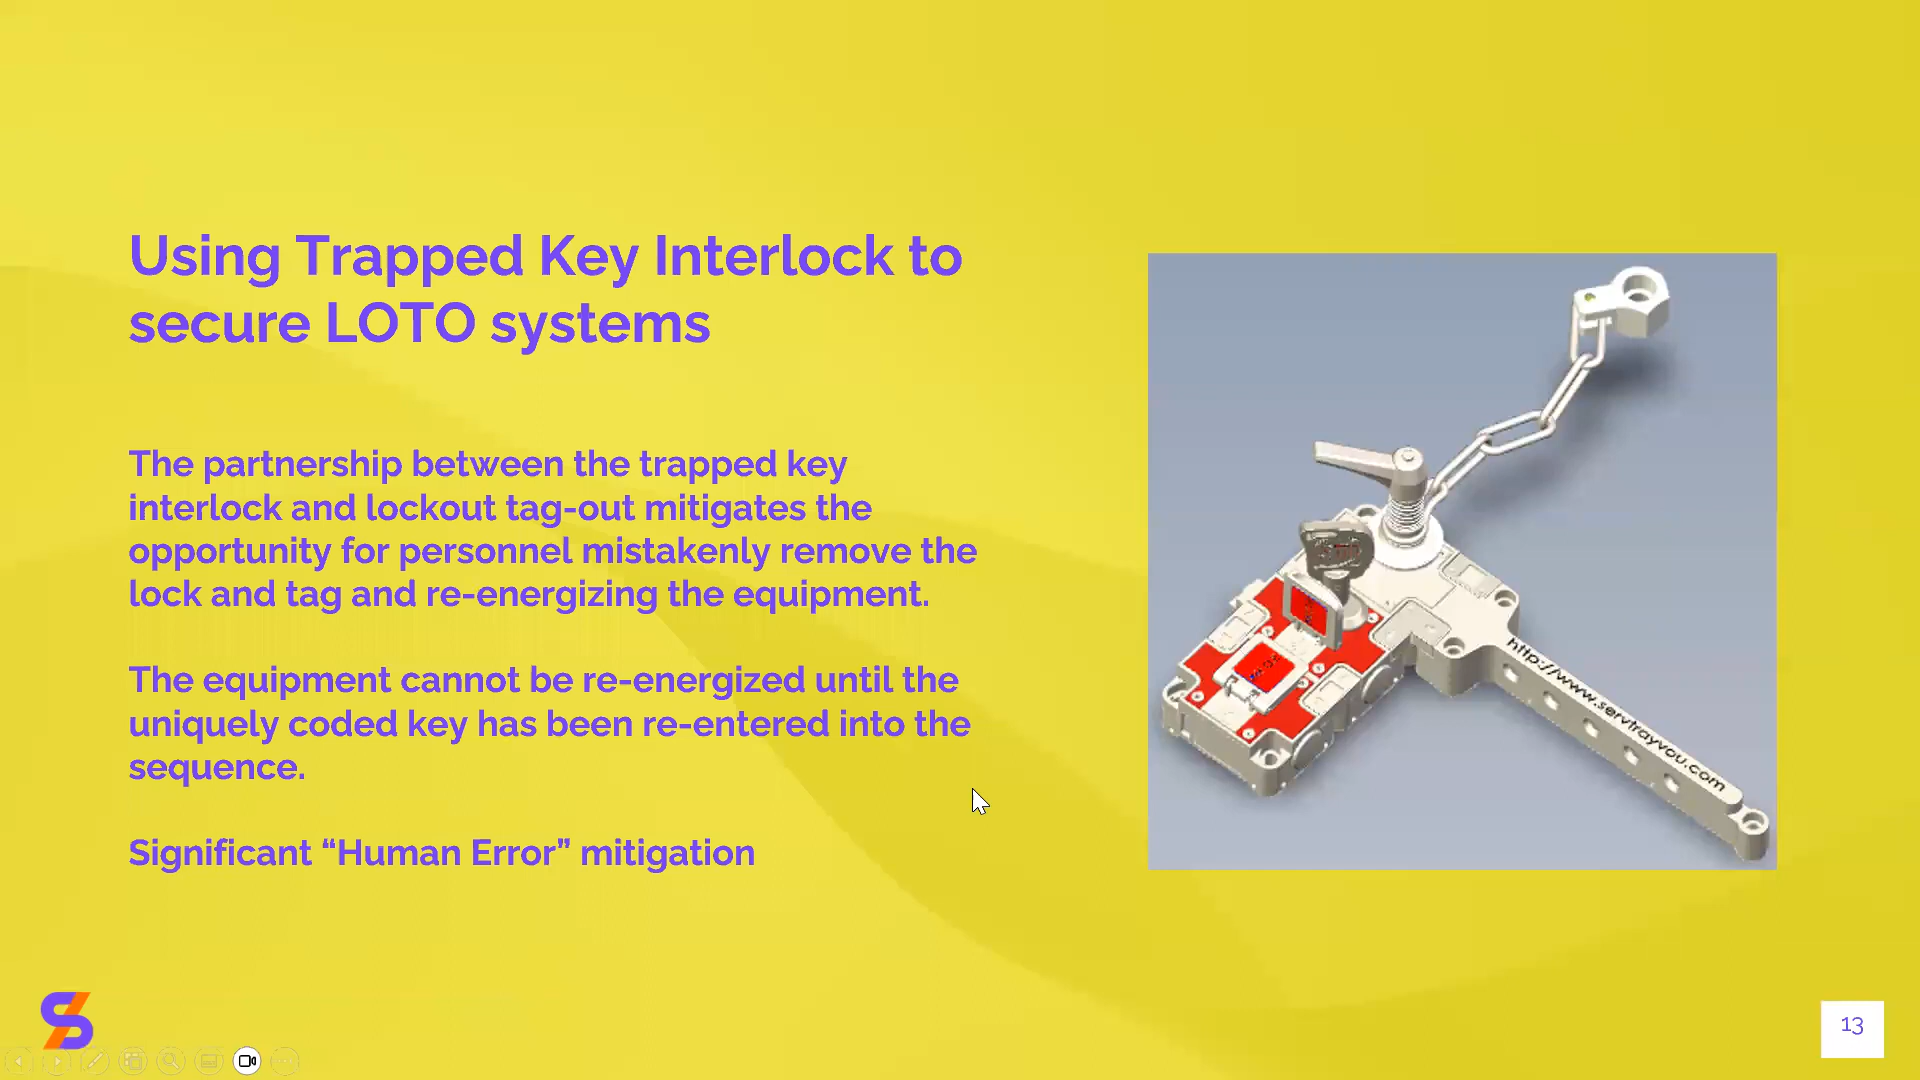 Using Trapped Key Interlock to
secure LOTO systems
The partnership between the trapped key
interlock and lockout tag-out mitigates the
opportunity for personnel mistakenly remove the
lock and tag and re-energizing the equipment.
The equipment cannot be re-energized until the
uniquely coded key has been re-entered into the
sequence.
Significant “Human Error” mitigation
http://www.servtrayvou.com
13